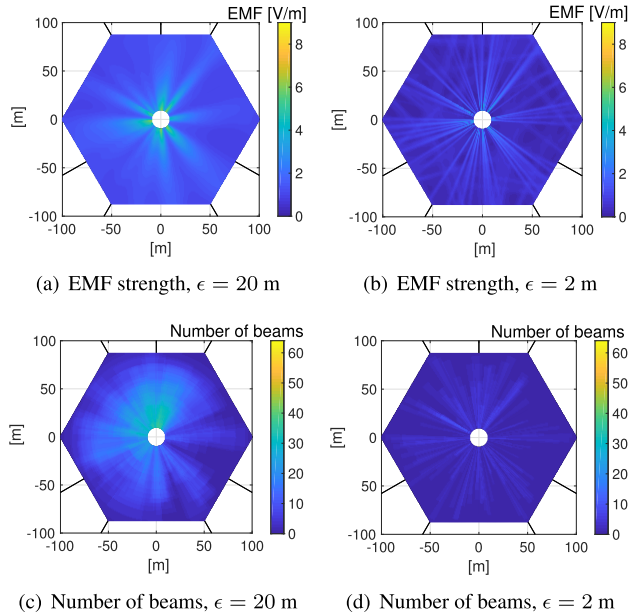 EMF [V/m]
EMF [V/m]
100
50
0
-50
-100
[m]
-100 -50 0 50 100
[m]
8
6
4
2
0
100
50
0
-50
-100
[m]
-100 -50 0 50 100
[m]
8
6
4
2
0
(a) EMF strength, ϵ = 20 m
(b) EMF strength, ϵ = 2 m
Number of beams
Number of beams
100
50
0
-50
-100
[m]
-100 -50 0 50 100
[m]
60
50
40
30
20
10
0
100
50
0
-50
-100
[m]
-100 -50 0 50 100
[m]
60
50
40
30
20
10
0
(c) Number of beams, ϵ = 20 m
(d) Number of beams, ϵ = 2 m